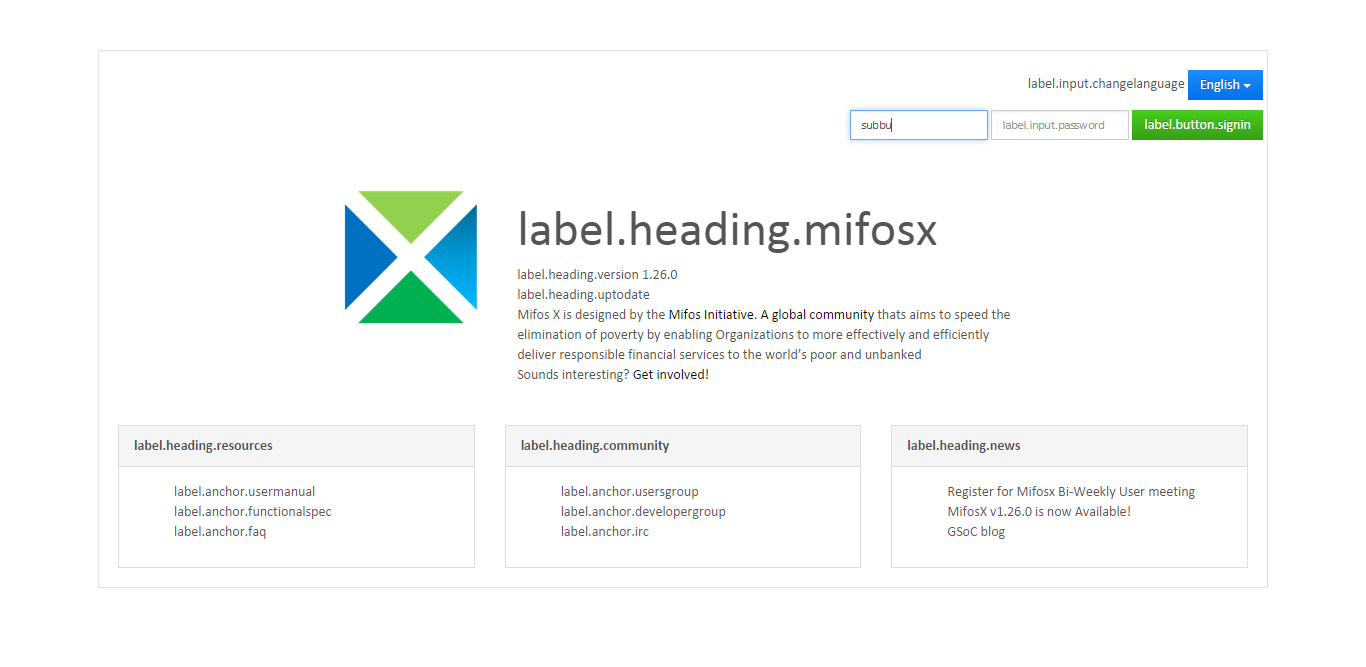 label.input.changelanguage English
subbu label.input.password label.button.signin
label.heading.mifosx
label.heading.version 1.26.0
label.heading.uptodate
Mifos X is designed by the Mifos Initiative. A global community thats aims to speed the
elimination of poverty by enabling Organizations to more effectively and efficiently
deliver responsible financial services to the world’s poor and unbanked
Sounds interesting? Get involved!
label.heading.resources
label.anchor.usermanual
label.anchor.functionalspec
label.anchor.faq
label.heading.community
label.anchor.usersgroup
label.anchor.developergroup
label.anchor.irc
label.heading.news
Register for Mifosx Bi-Weekly User meeting
MifosX v1.26.0 is now Available!
GSoC blog